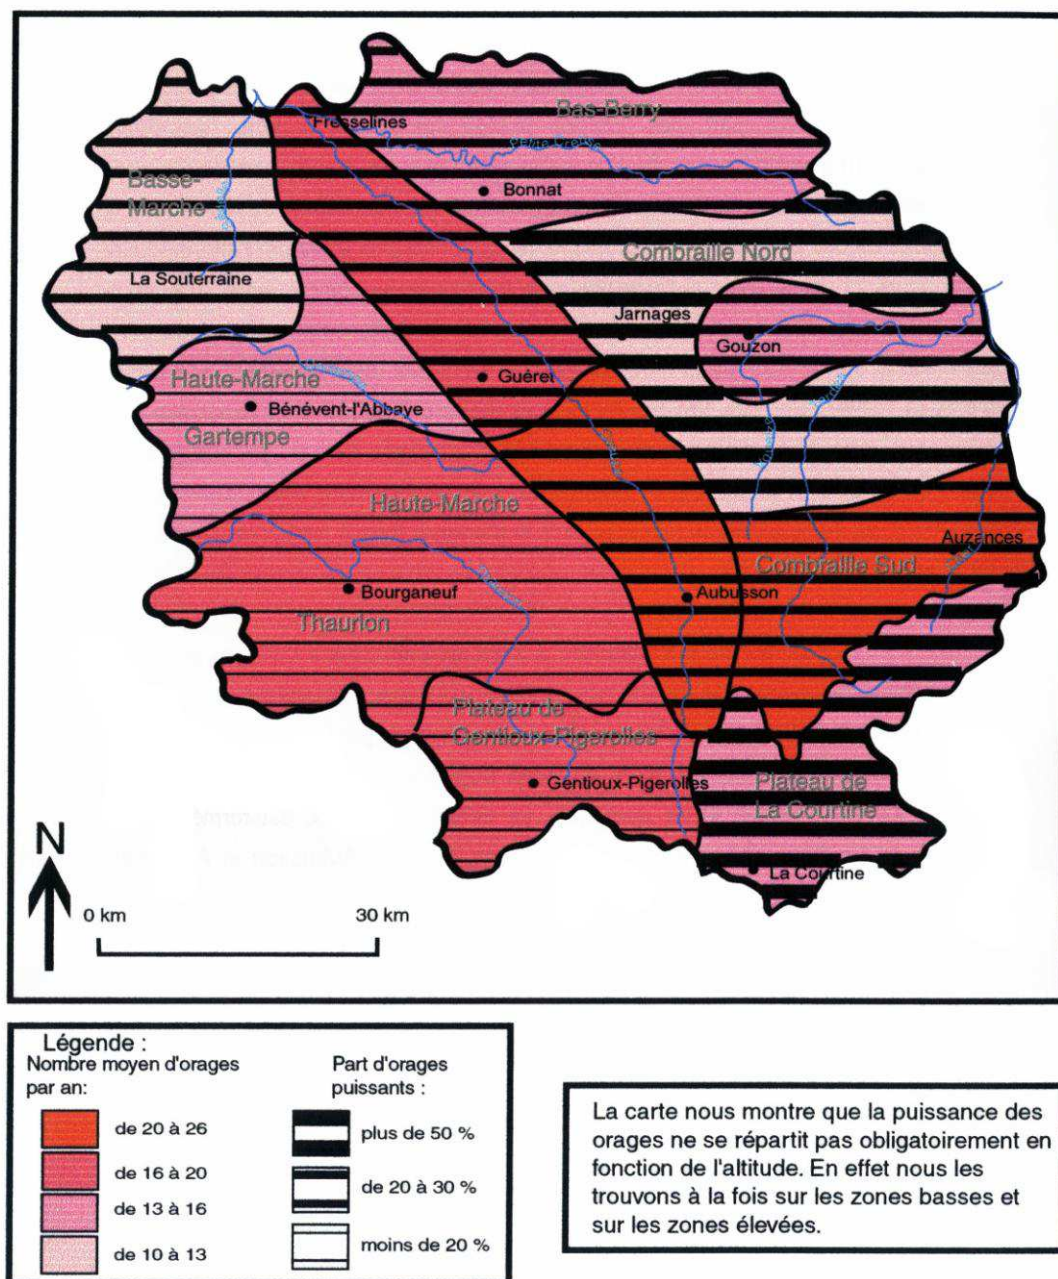 Bas-Berry
Fresselines
Petite Creuse
Basse-
Marche
Bonnat
Combraille Nord
La Souterraine
Jarnages
Gouzon
Haute-Marche
Guéret
Bénévent-l'Abbaye
Gartempe
Creuse
Haute-Marche
Auzances
Combraille Sud
Bourganeuf
Aubusson
Thaurion
Plateau de
Gentioux-Pigerolles
Gentioux-Pigerolles
Plateau de
La Courtine
La Courtine
N
0 km
30 km
Légende :
Nombre moyen d'orages
par an:
de 20 à 26
de 16 à 20
de 13 à 16
de 10 à 13
Part d'orages
puissants :
plus de 50 %
de 20 à 30 %
moins de 20 %
La carte nous montre que la puissance des
orages ne se répartit pas obligatoirement en
fonction de l'altitude. En effet nous les
trouvons à la fois sur les zones basses et
sur les zones élevées.